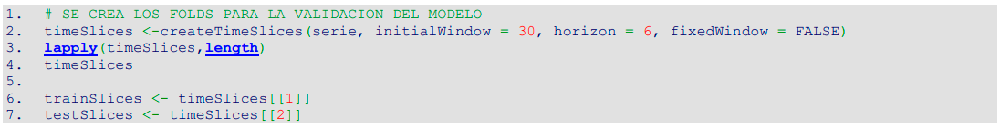 1. # SE CREA LOS FOLDS PARA LA VALIDACION DEL MODELO
2. timeSlices <-createTimeSlices(serie, initialWindow = 30, horizon = 6, fixedWindow = FALSE)
3. lapply(timeSlices,length)
4. timeSlices
5.
6. trainSlices <- timeSlices[[1]]
7. testSlices <- timeSlices[[2]]